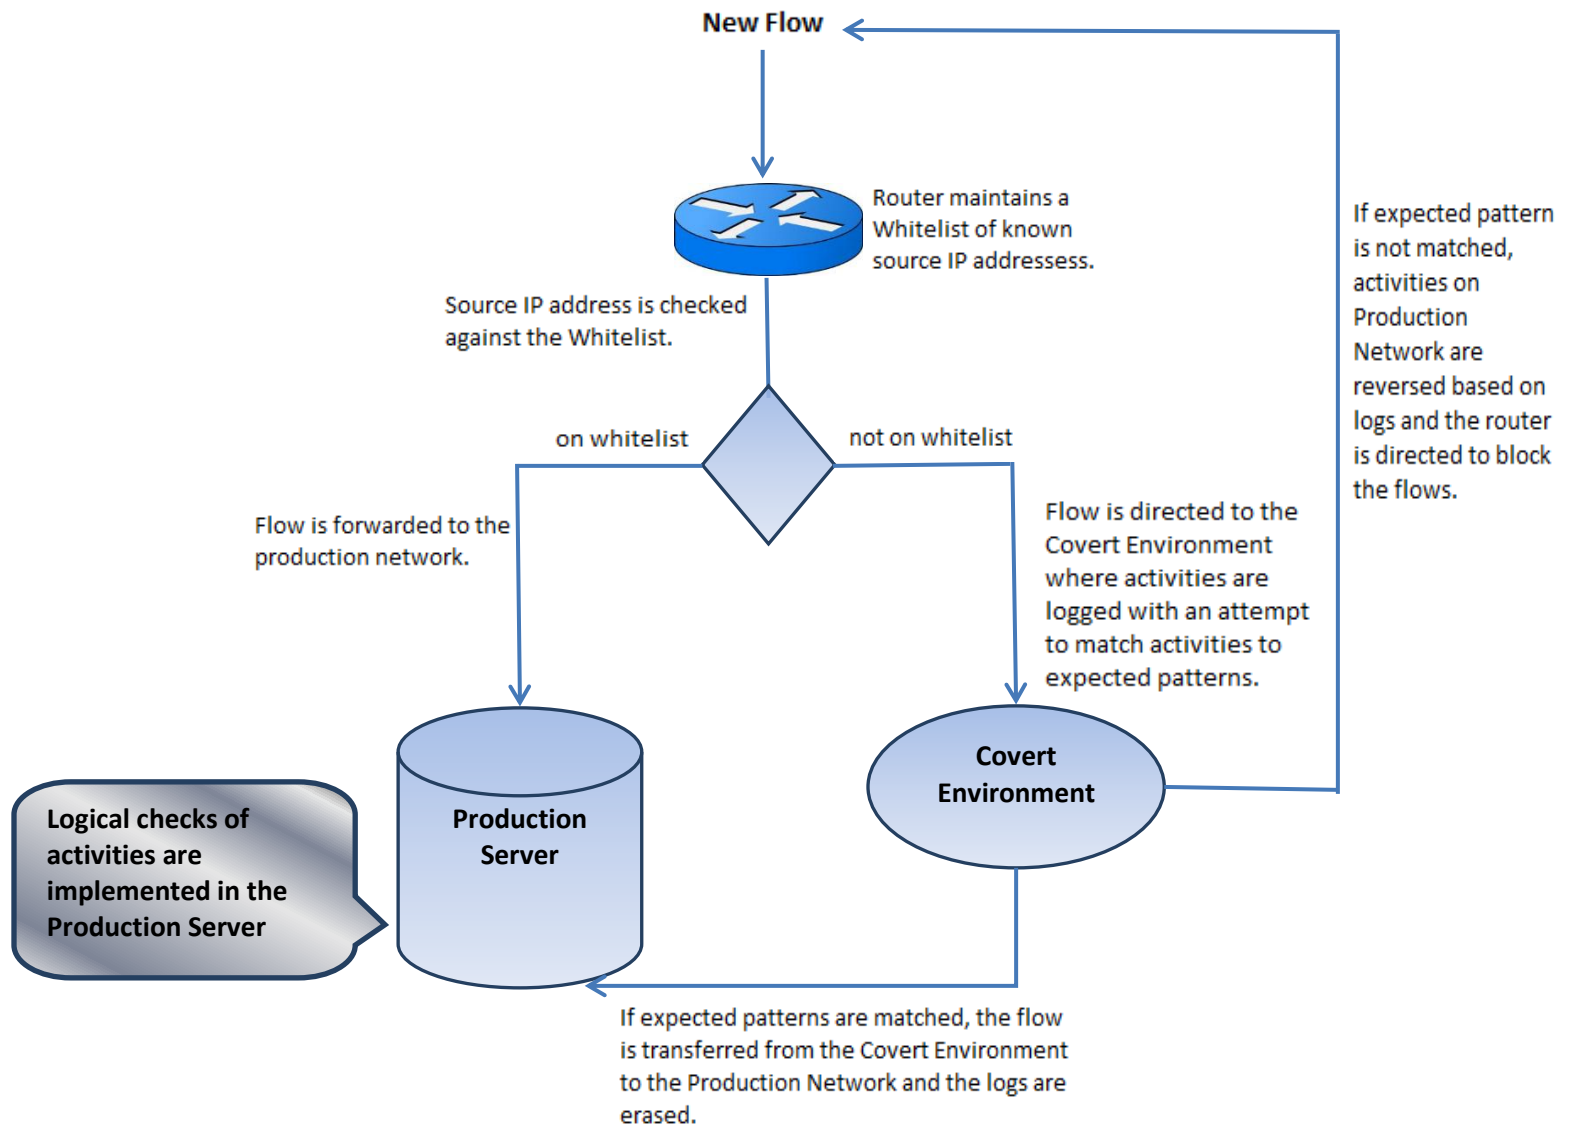 New Flow
Router maintains a
Whitelist of known
source IP addressess.
Source IP address is checked
against the Whitelist.
on whitelist
not on whitelist
If expected pattern
is not matched,
activities on
Production
Network are
reversed based on
logs and the router
is directed to block
the flows.
Flow is forwarded to the
production network.
Flow is directed to the
Covert Environment
where activities are
logged with an attempt
to match activities to
expected patterns.
Logical checks of
activities are
implemented in the
Production Server
Production
Server
Covert
Environment
If expected patterns are matched, the flow
is transferred from the Covert Environment
to the Production Network and the logs are
erased.